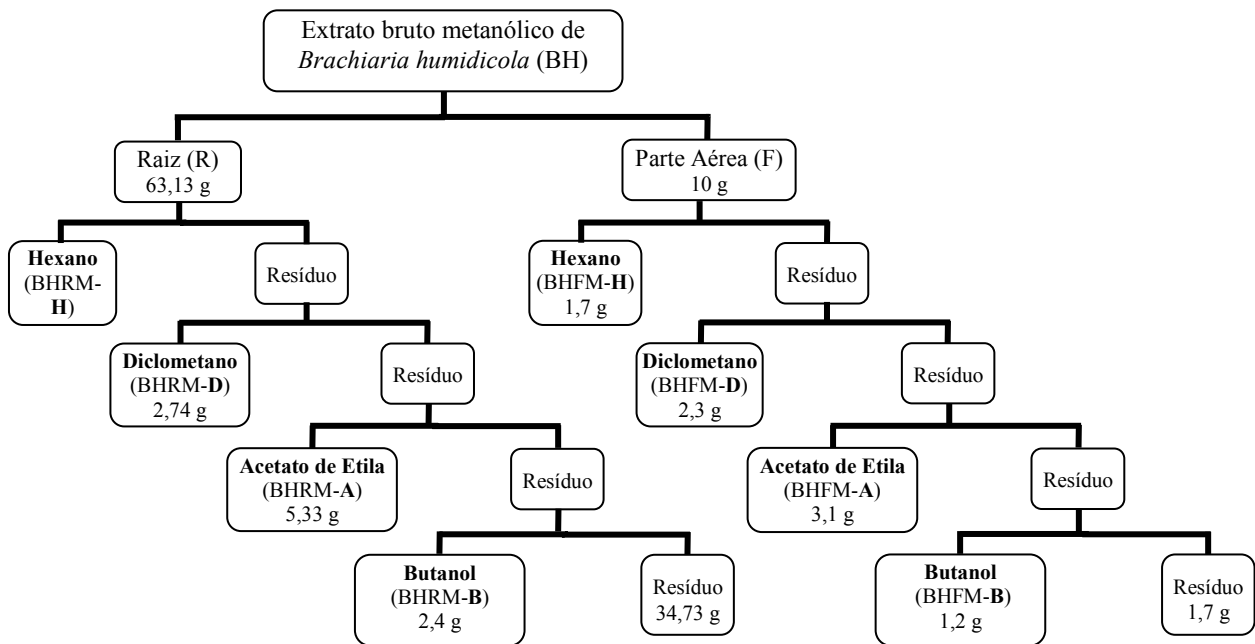 Extrato bruto metanólico de
Brachiaria humidicola (BH)
Raiz (R)
63,13 g
Parte Aérea (F)
10 g
Hexano
(BHRM-
H)
Resíduo
Hexano
(BHFM-H)
1,7 g
Resíduo
Diclometano
(BHRM-D)
2,74 g
Resíduo
Diclometano
(BHFM-D)
2,3 g
Resíduo
Acetato de Etila
(BHRM-A)
5,33 g
Resíduo
Acetato de Etila
(BHFM-A)
3,1 g
Resíduo
Butanol
(BHRM-B)
2,4 g
Resíduo
34,73 g
Butanol
(BHFM-B)
1,2 g
Resíduo
1,7 g